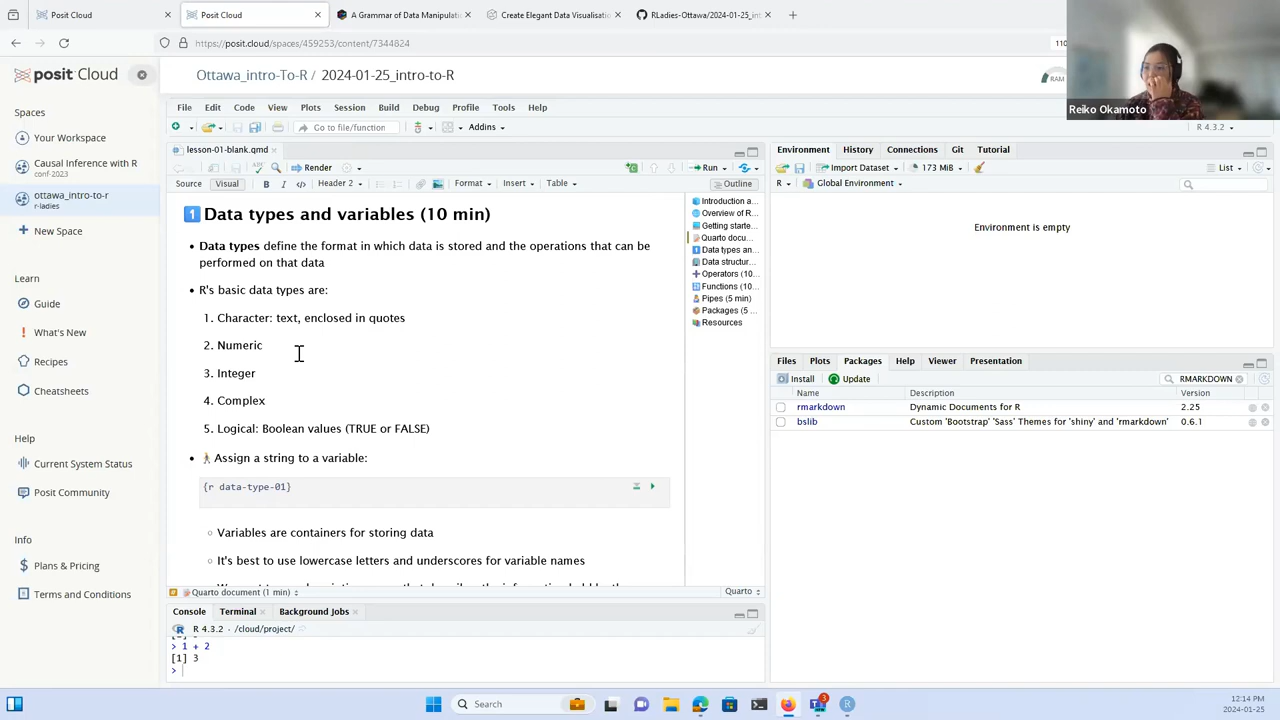 Posit Cloud
Posit Cloud
A Grammar of Data Manipulati
Create Elegant Data Visualisatio
RLadies-Ottawa/2024-01-25_int
https://posit.cloud/spaces/459253/content/7344824
110
posit Cloud
Ottawa_intro-To-R / 2024-01-25_intro-to-R
RAM
Reiko Okamoto
Spaces
Your Workspace
Causal Inference with R
conf-2023
ottawa_intro-to-r
r-ladies
New Space
Learn
Guide
What's New
Recipes
Cheatsheets
Help
Current System Status
Posit Community
Info
Plans & Pricing
Terms and Conditions
File Edit Code View Plots Session Build Debug Profile Tools Help
Go to file/function
Addins
R 4.3.2
lesson-01-blank.qmd
Render
Run
Source Visual B I Header 2 Format Insert Table Outline
1 Data types and variables (10 min)
Data types define the format in which data is stored and the operations that can be
performed on that data
R's basic data types are:
1. Character: text, enclosed in quotes
2. Numeric
3. Integer
4. Complex
5. Logical: Boolean values (TRUE or FALSE)
Assign a string to a variable:
{r data-type-01}
Variables are containers for storing data
It's best to use lowercase letters and underscores for variable names
Introduction a...
Overview of R...
Getting starte...
Quarto docu...
Data types an...
Data structur...
Operators (10...
Functions (10...
Pipes (5 min)
Packages (5 ...
Resources
Quarto document (1 min)
Quarto
Console Terminal Background Jobs
R 4.3.2 · /cloud/project/
> 1 + 2
[1] 3
>
Environment History Connections Git Tutorial
Import Dataset
173 MiB
List
R
Global Environment
Environment is empty
Files Plots Packages Help Viewer Presentation
Install Update
RMARKDOWN
Name Description Version
rmarkdown Dynamic Documents for R 2.25
bslib Custom 'Bootstrap' 'Sass' Themes for 'shiny' and 'rmarkdown' 0.6.1
Search
3
12:14 PM
2024-01-25